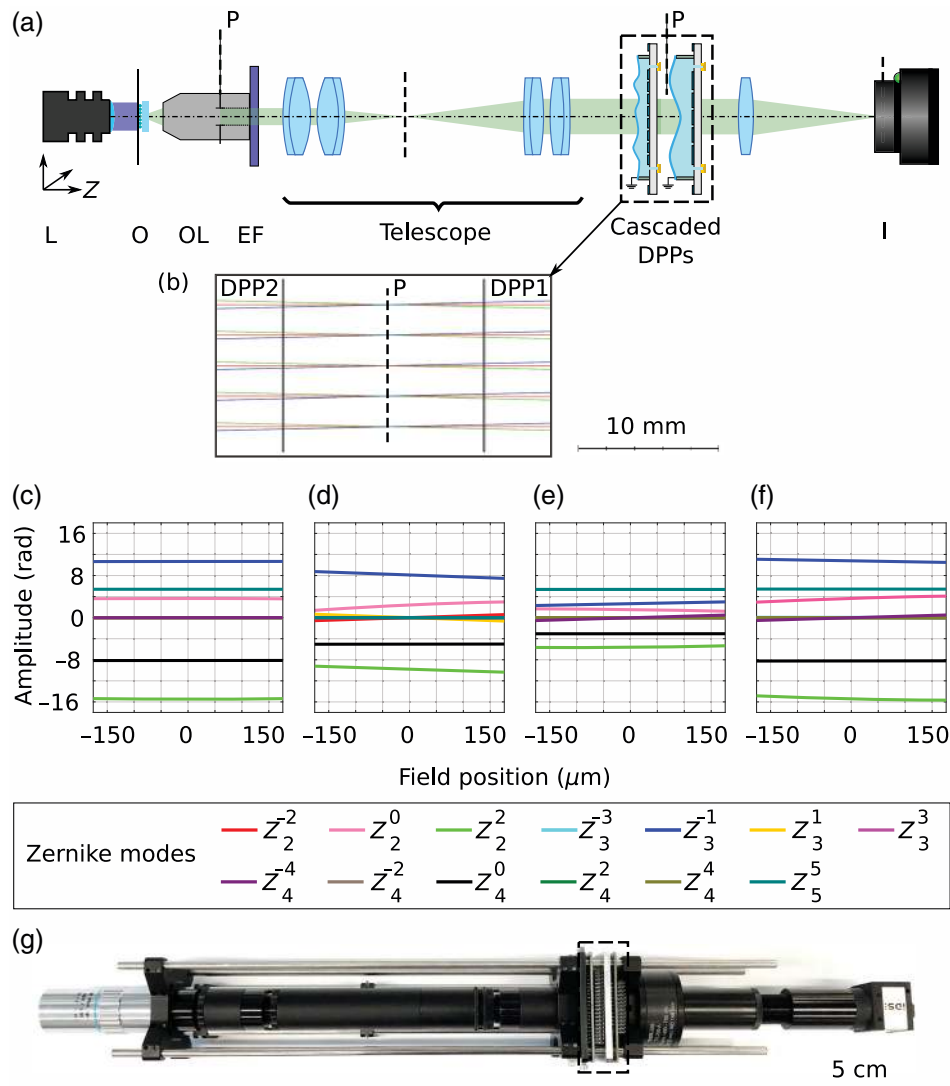 (a)
P
P
Z
L
O
OL
EF
Telescope
Cascaded
DPPs
I
(b)
DPP2
P
DPP1
10 mm
(c)
(d)
(e)
(f)
Amplitude (rad)
16
8
0
−8
−16
−150
0
150
−150
0
150
−150
0
150
−150
0
150
Field position (μm)
Zernike modes
Z_2^{-2}
Z_2^0
Z_2^2
Z_3^{-3}
Z_3^{-1}
Z_3^1
Z_3^3
Z_4^{-4}
Z_4^{-2}
Z_4^0
Z_4^2
Z_4^4
Z_5^5
(g)
5 cm